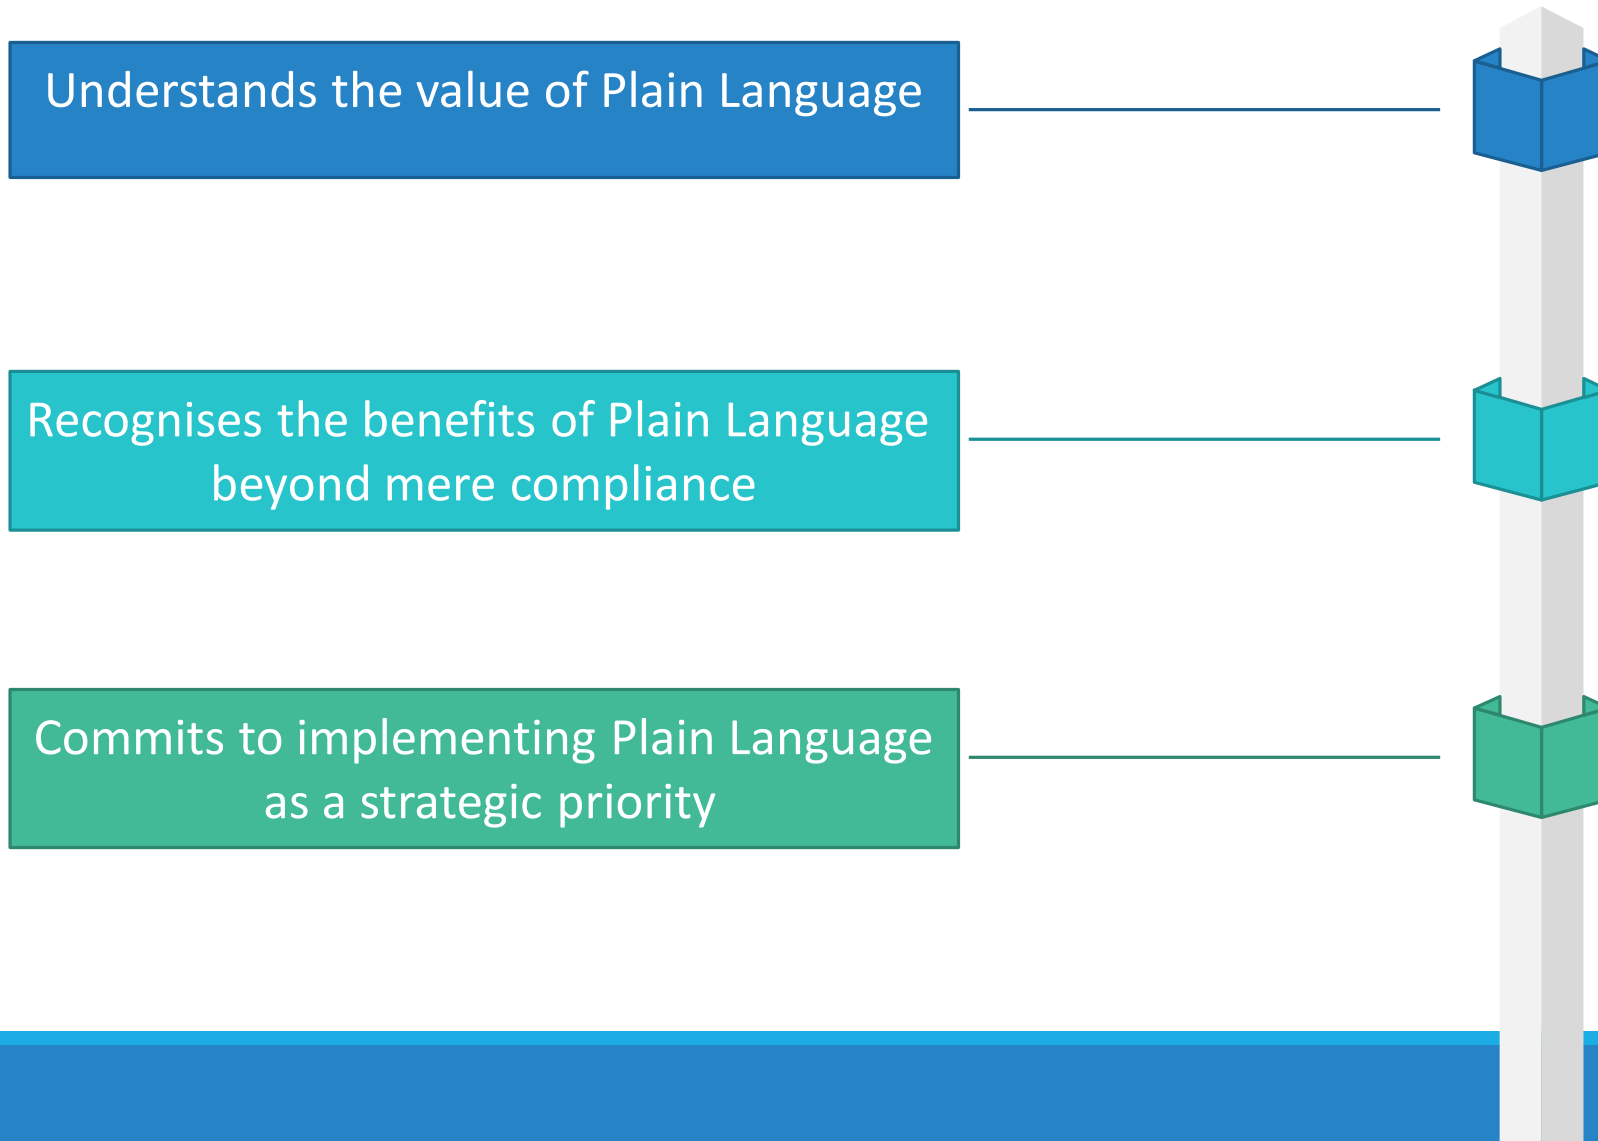 Understands the value of Plain Language
Recognises the benefits of Plain Language
beyond mere compliance
Commits to implementing Plain Language
as a strategic priority